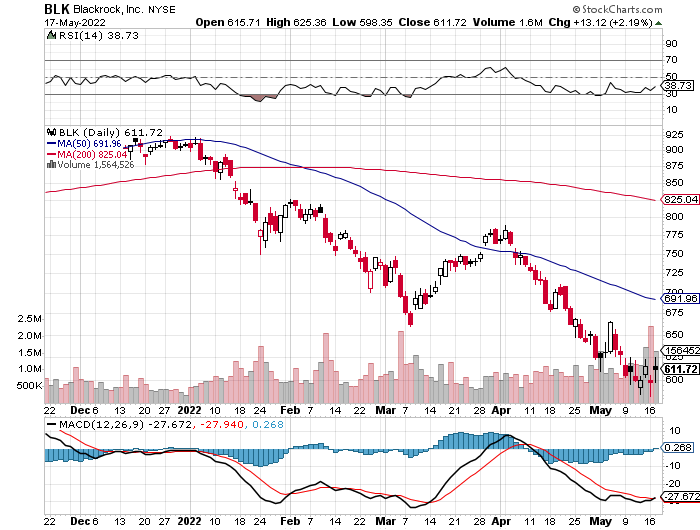 BLK Blackrock, Inc. NYSE © StockCharts.com
17-May-2022 Open 615.71 High 625.36 Low 598.35 Close 611.72 Volume 1.6M Chg +13.12 (+2.19%)
RSI(14) 38.73
90
70
50
38.73
30
10
BLK (Daily) 611.72
MA(50) 691.96
MA(200) 825.04
Volume 1,564,526
925
900
875
850
825.04
800
775
750
725
700
691.96
675
650
625
611.72
600
2.5M
2.0M
1.5M
1.0M
500K
1564526
22 Dec 6 13 20 27 2022 10 18 24 Feb 7 14 22 Mar 7 14 21 28 Apr 11 18 25 May 9 16
MACD(12,26,9) -27.672, -27.940, 0.268
10
0.268
-10
-20
-27.672
22 29 Dec 6 13 20 27 2022 10 18 24 Feb 7 14 22 Mar 7 14 21 28 Apr 11 18 25 May 9 16